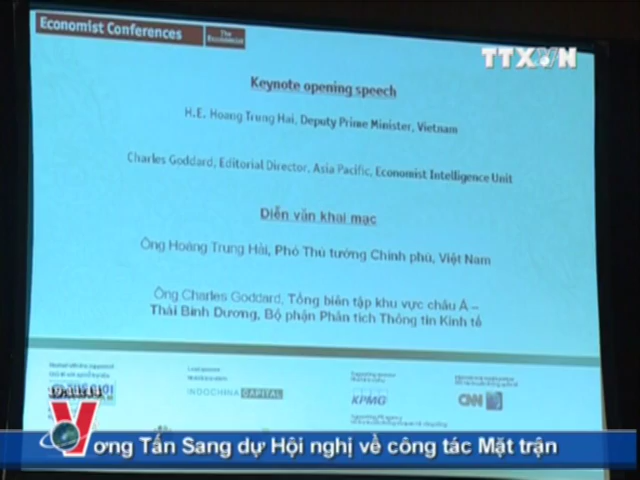 Economist Conferences
The
Economist
TTXVN
Keynote opening speech
H.E. Hoang Trung Hai, Deputy Prime Minister, Vietnam
Charles Goddard, Editorial Director, Asia Pacific, Economist Intelligence Unit
Diễn văn khai mạc
Ông Hoàng Trung Hải, Phó Thủ tướng Chính phủ, Việt Nam
Ông Charles Goddard, Tổng biên tập khu vực châu Á –
Thái Bình Dương, Bộ phận Phân tích Thông tin Kinh tế
INDOCHINA CAPITAL
KPMG
CNN
V
ơng Tấn Sang dự Hội nghị về công tác Mặt trận